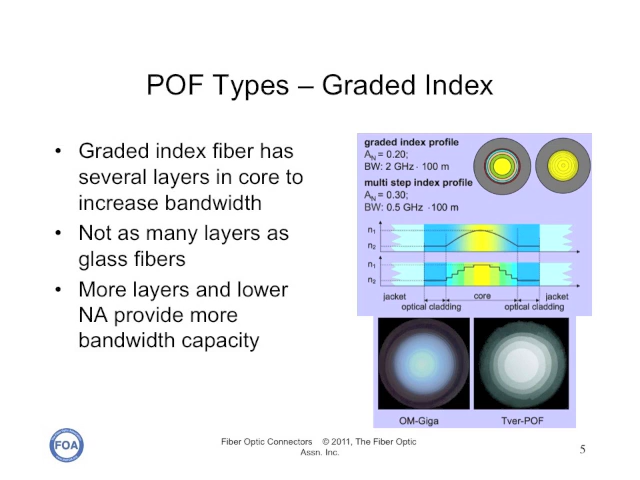 POF Types – Graded Index
• Graded index fiber has
several layers in core to
increase bandwidth
• Not as many layers as
glass fibers
• More layers and lower
NA provide more
bandwidth capacity
graded index profile
AN = 0.20;
BW: 2 GHz · 100 m
multi step index profile
AN = 0.30;
BW: 0.5 GHz ·100 m
n1
n2
n1
n2
jacket core jacket
optical cladding optical cladding
OM-Giga Tver-POF
FOA
Fiber Optic Connectors © 2011, The Fiber Optic
Assn. Inc.
5